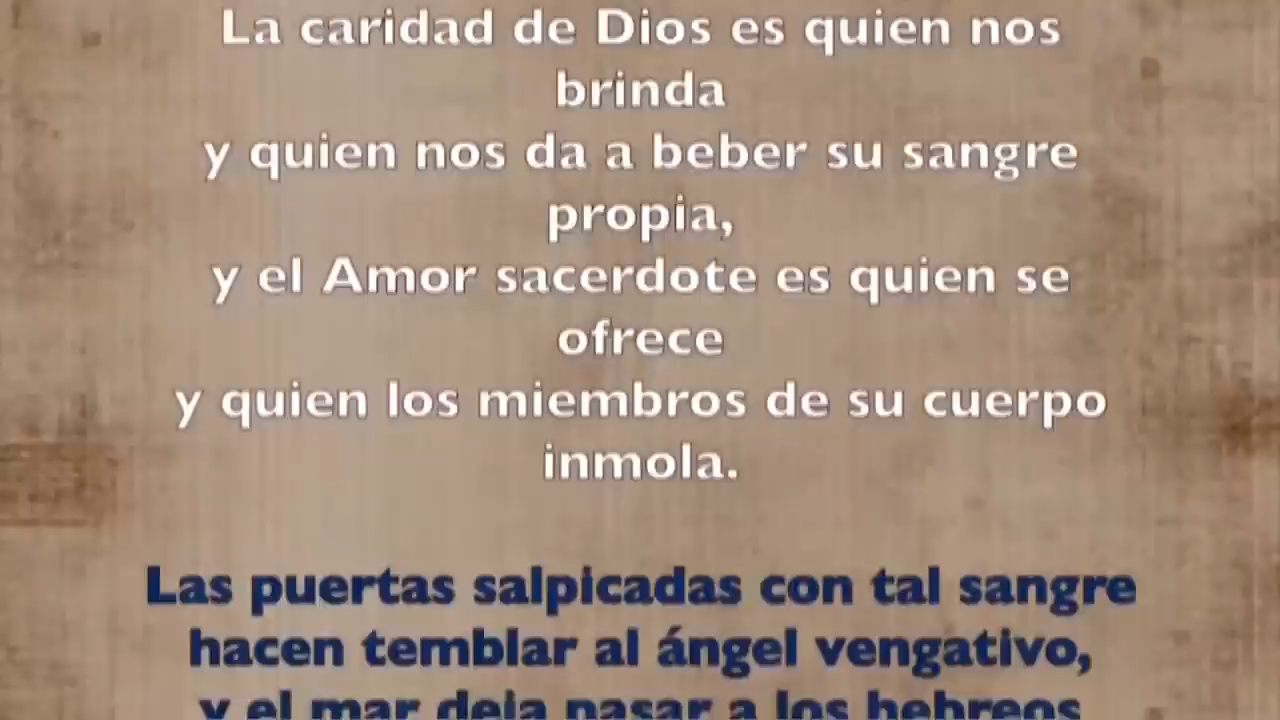 La caridad de Dios es quien nos
brinda
y quien nos da a beber su sangre
propia,
y el Amor sacerdote es quien se
ofrece
y quien los miembros de su cuerpo
inmola.
Las puertas salpicadas con tal sangre
hacen temblar al ángel vengativo,
y el mar deja pasar a los hebreos